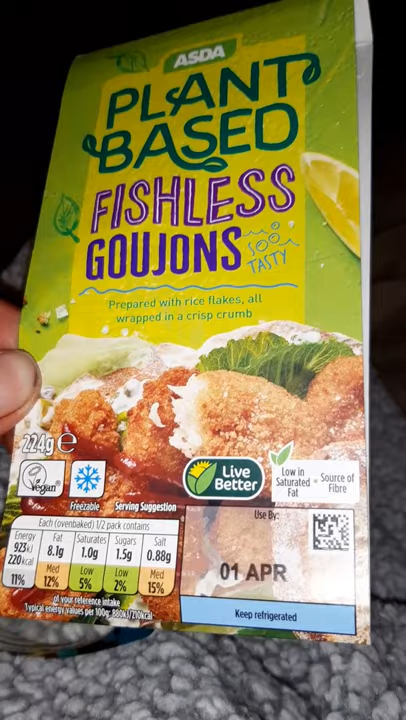 ASDA
PLANT
BASED
FISHLESS
GOUJONS
SOO
TASTY
Prepared with rice flakes, all
wrapped in a crisp crumb
224g e
Vegan
Freezable
Serving Suggestion
Live
Better
Low in
Saturated
Fat
Source of
Fibre
Each (ovenbaked) 1/2 pack contains
Energy
923kJ
220kcal
11%
Fat
8.1g
Med
12%
Saturates
1.0g
Low
5%
Sugars
1.5g
Low
2%
Salt
0.88g
Med
15%
of your reference intake
Typical energy values per 100g: 880kJ/210kcal
Use By:
01 APR
Keep refrigerated